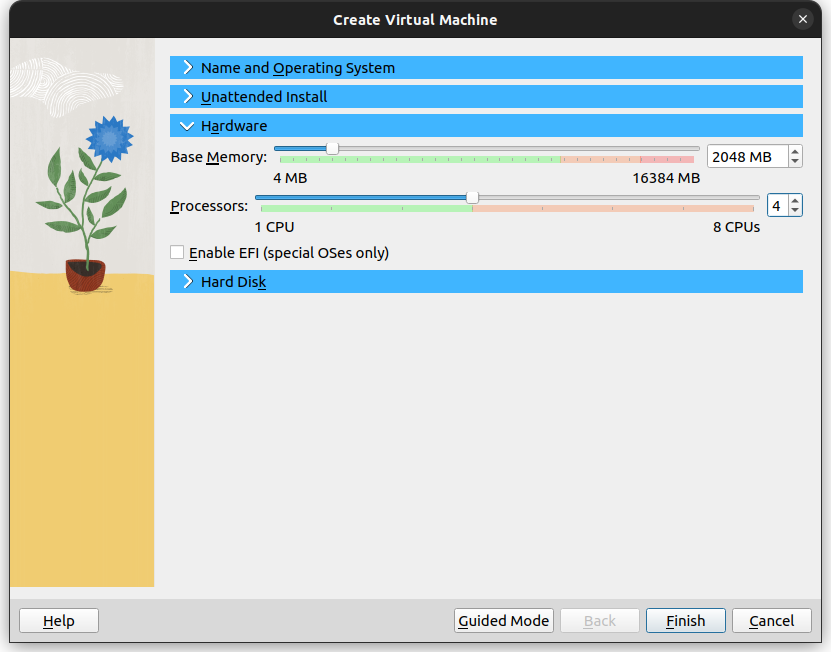 Create Virtual Machine
Name and Operating System
Unattended Install
Hardware
Base Memory:
2048 MB
4 MB
16384 MB
Processors:
4
1 CPU
8 CPUs
Enable EFI (special OSes only)
Hard Disk
Help
Guided Mode
Back
Finish
Cancel